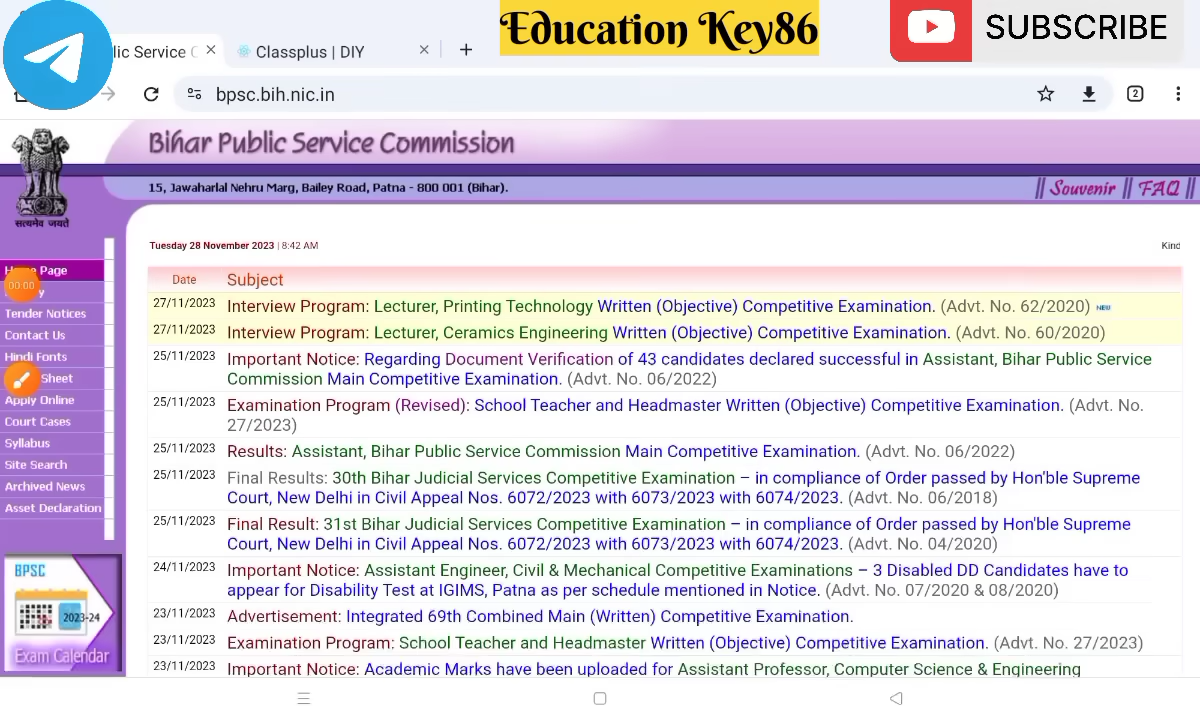 Education Key86
SUBSCRIBE
lic Service C
Classplus | DIY
bpsc.bih.nic.in
2
Bihar Public Service Commission
15, Jawaharlal Nehru Marg, Bailey Road, Patna - 800 001 (Bihar).
|| Souvenir || FAQ ||
सत्यमेव जयते
Tuesday 28 November 2023 | 8:42 AM
Kind
Home Page
00:00
Tender Notices
Contact Us
Hindi Fonts
Sheet
Apply Online
Court Cases
Syllabus
Site Search
Archived News
Asset Declaration
BPSC
2023-24
Exam Calendar
Date Subject
27/11/2023 Interview Program: Lecturer, Printing Technology Written (Objective) Competitive Examination. (Advt. No. 62/2020) NEW
27/11/2023 Interview Program: Lecturer, Ceramics Engineering Written (Objective) Competitive Examination. (Advt. No. 60/2020)
25/11/2023 Important Notice: Regarding Document Verification of 43 candidates declared successful in Assistant, Bihar Public Service
Commission Main Competitive Examination. (Advt. No. 06/2022)
25/11/2023 Examination Program (Revised): School Teacher and Headmaster Written (Objective) Competitive Examination. (Advt. No.
27/2023)
25/11/2023 Results: Assistant, Bihar Public Service Commission Main Competitive Examination. (Advt. No. 06/2022)
25/11/2023 Final Results: 30th Bihar Judicial Services Competitive Examination – in compliance of Order passed by Hon'ble Supreme
Court, New Delhi in Civil Appeal Nos. 6072/2023 with 6073/2023 with 6074/2023. (Advt. No. 06/2018)
25/11/2023 Final Result: 31st Bihar Judicial Services Competitive Examination – in compliance of Order passed by Hon'ble Supreme
Court, New Delhi in Civil Appeal Nos. 6072/2023 with 6073/2023 with 6074/2023. (Advt. No. 04/2020)
24/11/2023 Important Notice: Assistant Engineer, Civil & Mechanical Competitive Examinations – 3 Disabled DD Candidates have to
appear for Disability Test at IGIMS, Patna as per schedule mentioned in Notice. (Advt. No. 07/2020 & 08/2020)
23/11/2023 Advertisement: Integrated 69th Combined Main (Written) Competitive Examination.
23/11/2023 Examination Program: School Teacher and Headmaster Written (Objective) Competitive Examination. (Advt. No. 27/2023)
23/11/2023 Important Notice: Academic Marks have been uploaded for Assistant Professor, Computer Science & Engineering